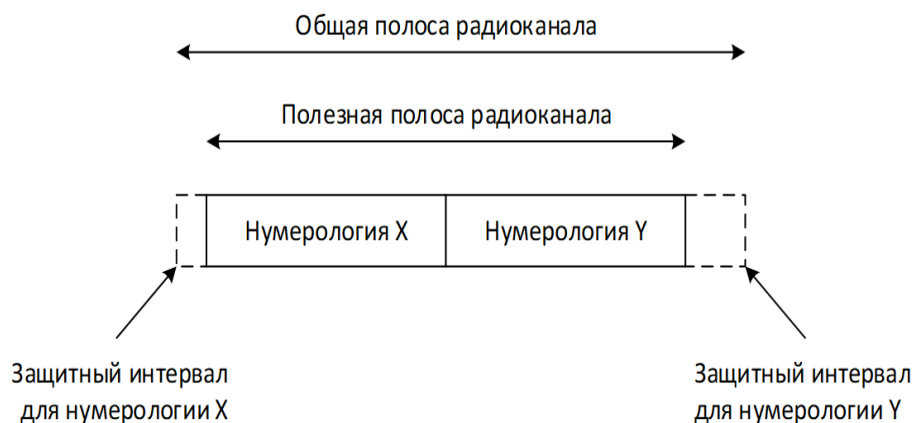 Общая полоса радиоканала
Полезная полоса радиоканала
Нумерология X
Нумерология Y
Защитный интервал
для нумерологии X
Защитный интервал
для нумерологии Y